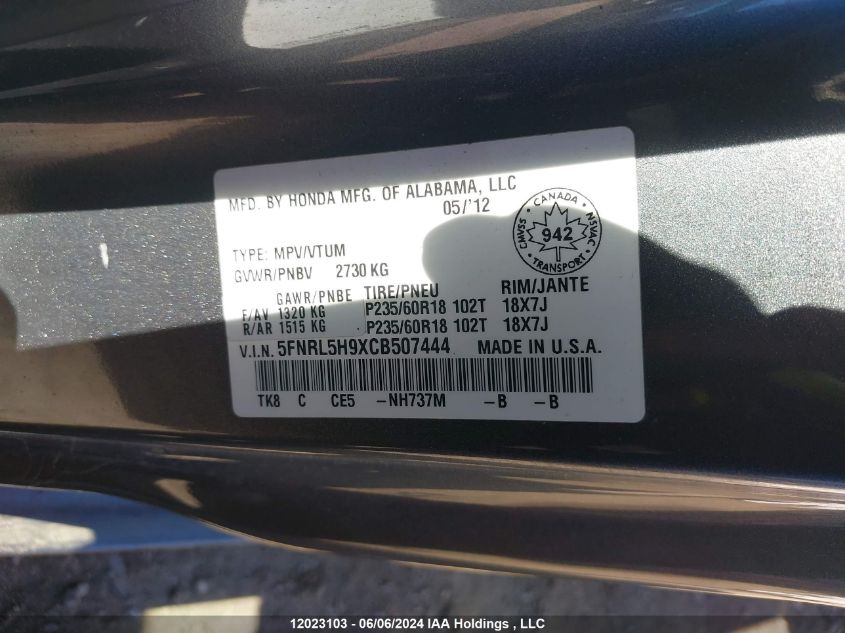 MFD. BY HONDA MFG. OF ALABAMA, LLC
05/'12
CANADA
CMVSS 942 NSVAC
TRANSPORT
TYPE: MPV/VTUM
GVWR/PNBV 2730 KG
GAWR/PNBE TIRE/PNEU RIM/JANTE
F/AV 1320 KG P235/60R18 102T 18X7J
R/AR 1515 KG P235/60R18 102T 18X7J
V.I.N. 5FNRL5H9XCB507444 MADE IN U.S.A.
TK8 C CE5 -NH737M -B -B
12023103 - 06/06/2024 IAA Holdings , LLC